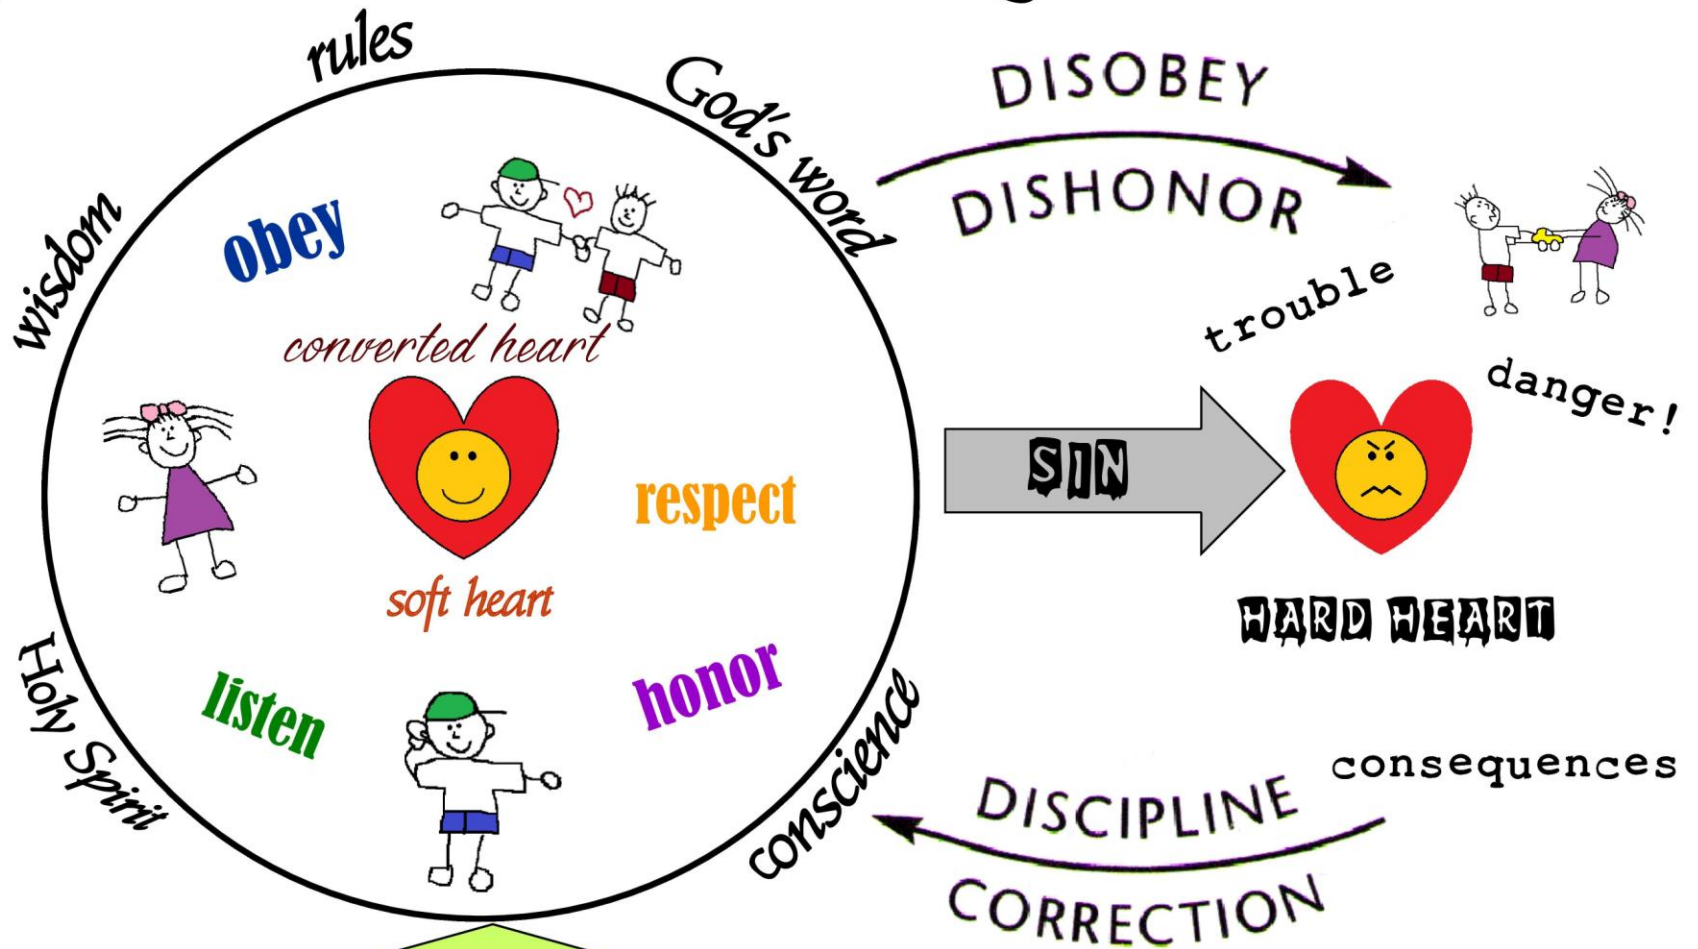 rules
God's word
wisdom
obey
converted heart
respect
soft heart
listen
honor
Holy Spirit
conscience
DISOBEY
DISHONOR
trouble
danger!
SIN
HARD HEART
consequences
DISCIPLINE
CORRECTION